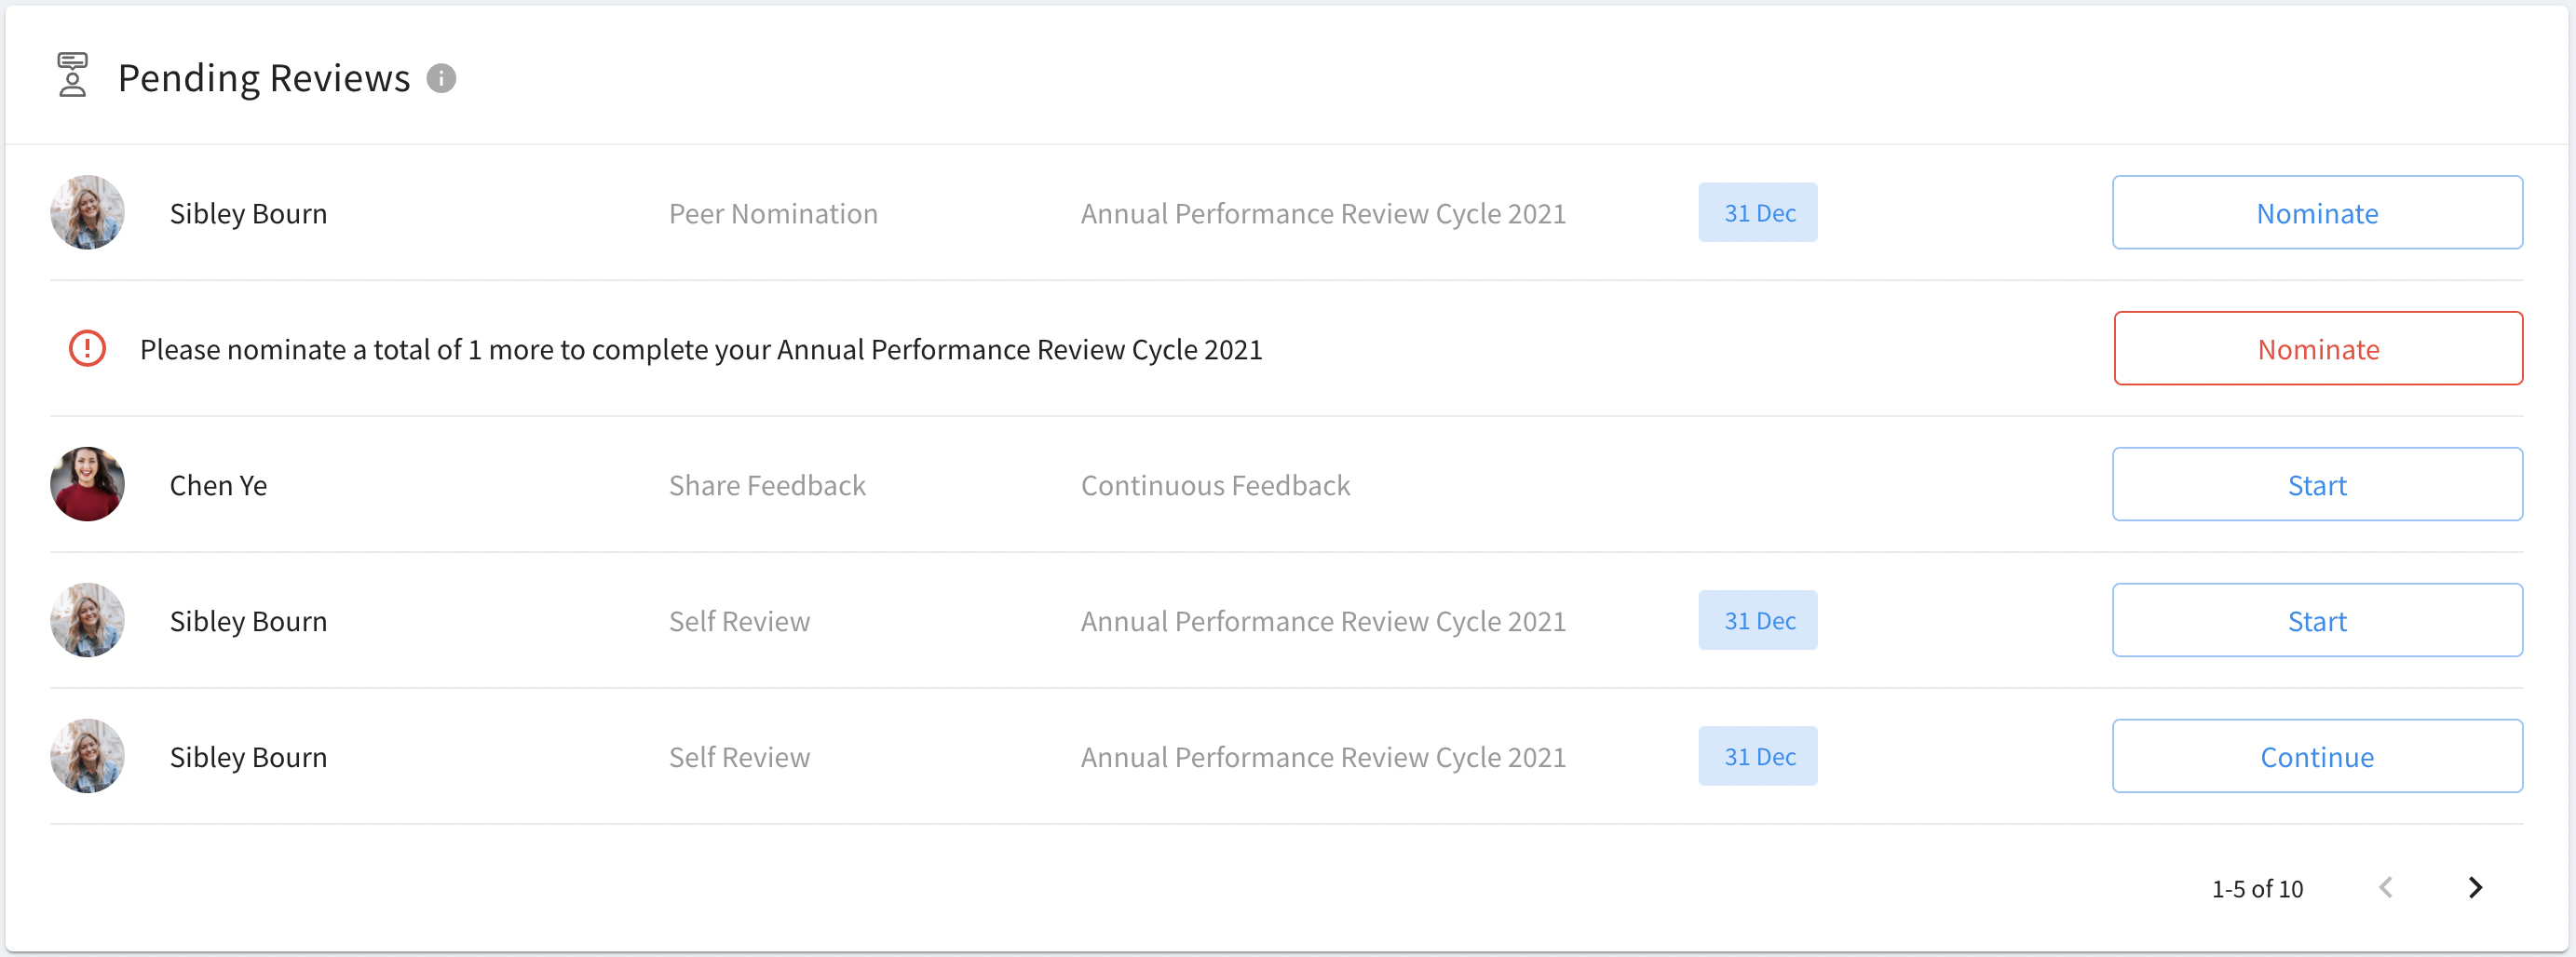 Pending Reviews
Sibley Bourn Peer Nomination Annual Performance Review Cycle 2021 31 Dec Nominate
Please nominate a total of 1 more to complete your Annual Performance Review Cycle 2021 Nominate
Chen Ye Share Feedback Continuous Feedback Start
Sibley Bourn Self Review Annual Performance Review Cycle 2021 31 Dec Start
Sibley Bourn Self Review Annual Performance Review Cycle 2021 31 Dec Continue
1-5 of 10